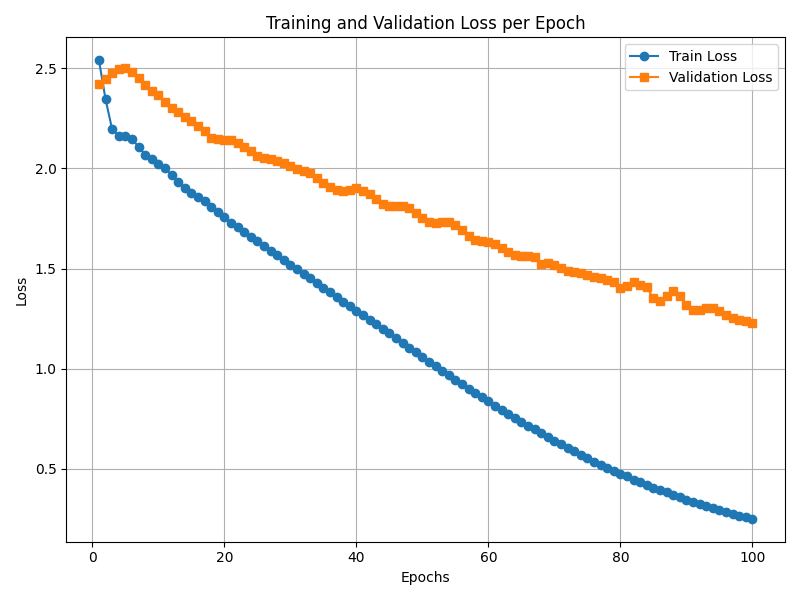 Training and Validation Loss per Epoch
Train Loss
Validation Loss
2.5
2.0
1.5
1.0
0.5
Loss
0 20 40 60 80 100
Epochs